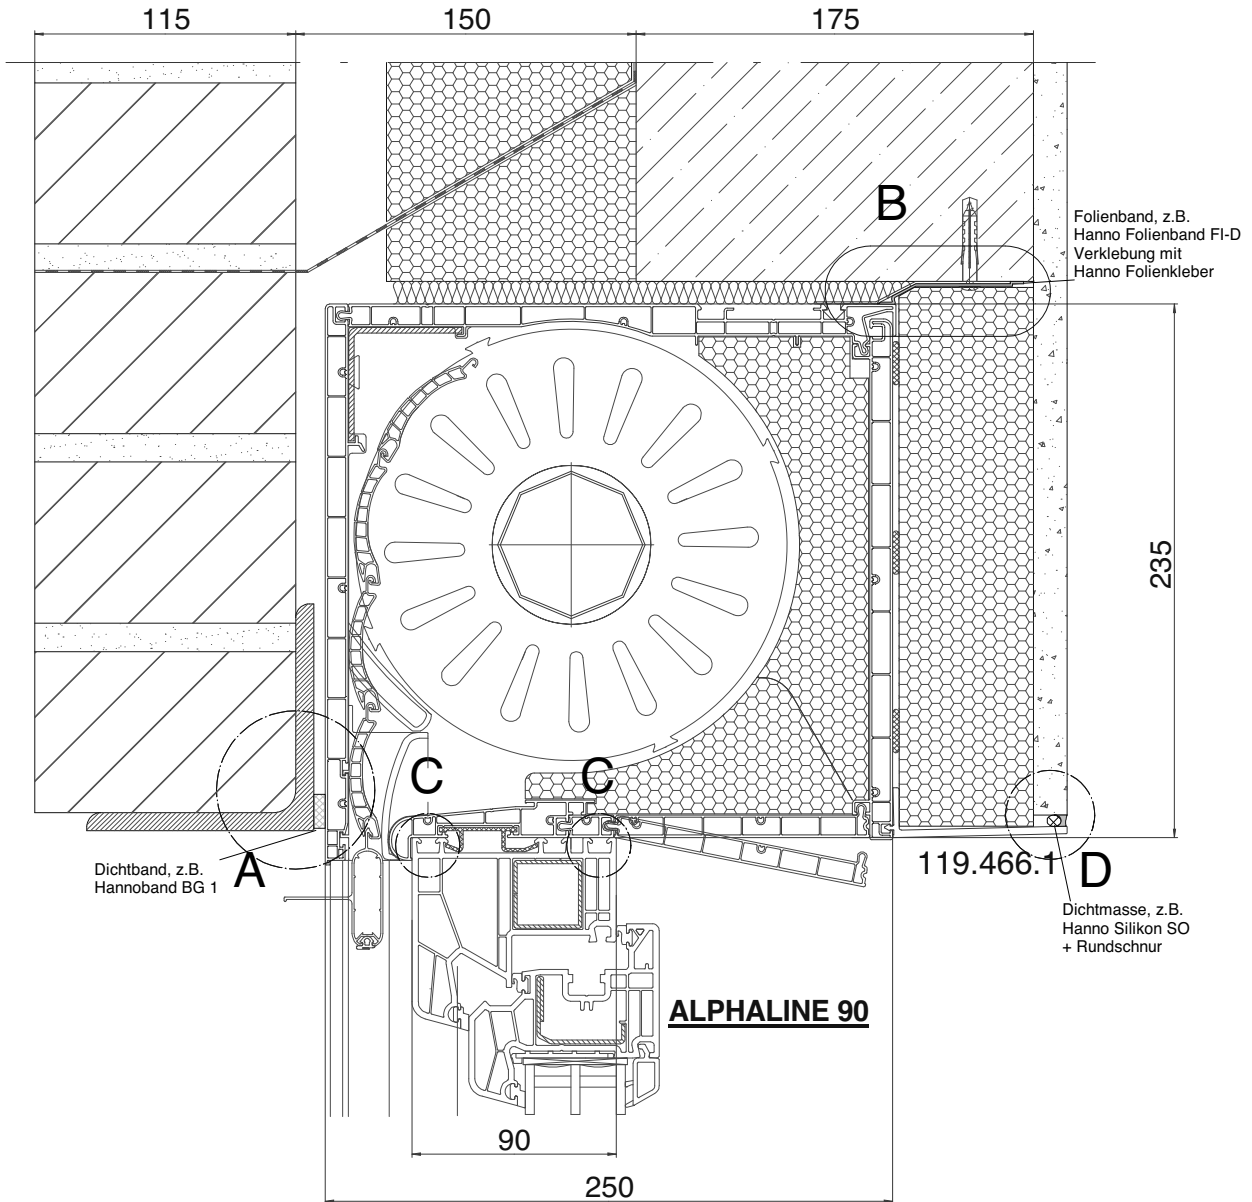 115
150
175
B
Folienband, z.B.
Hanno Folienband FI-D
Verklebung mit
Hanno Folienkleber
235
C
C
Dichtband, z.B.
Hannoband BG 1
A
119.466.1
D
Dichtmasse, z.B.
Hanno Silikon SO
+ Rundschnur
ALPHALINE 90
90
250